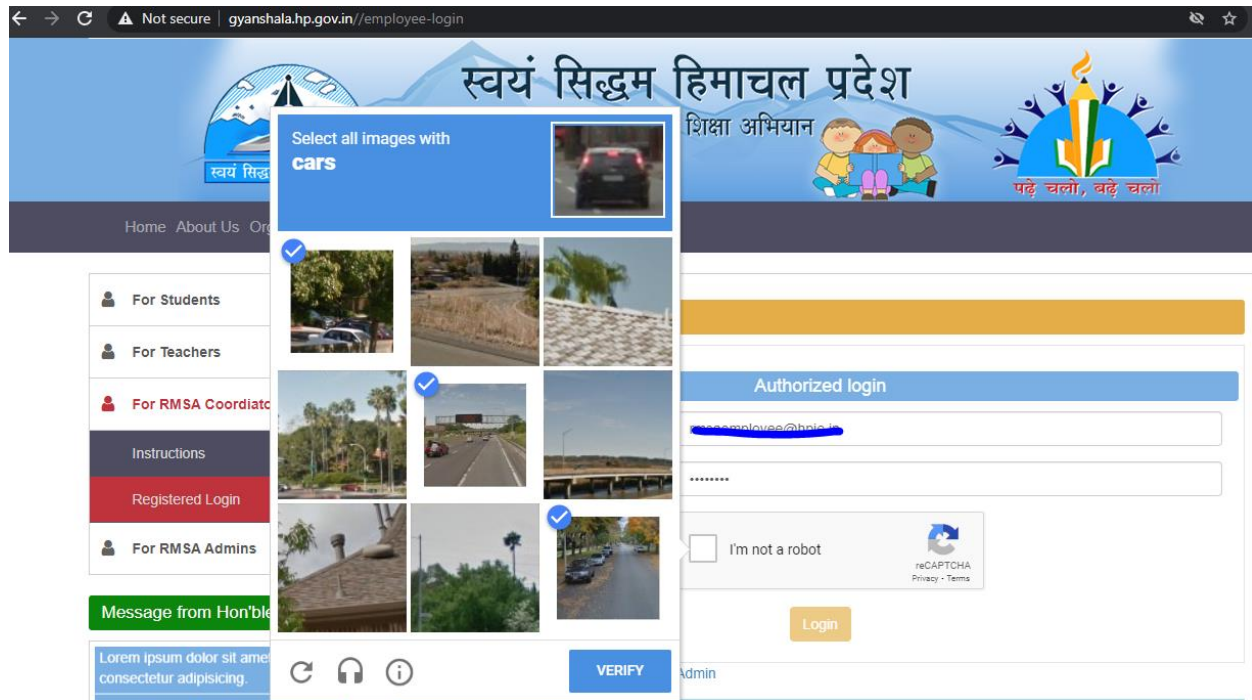 Not secure | gyanshala.hp.gov.in//employee-login
स्वयं सिद्धम हिमाचल प्रदेश
शिक्षा अभियान
स्वयं
पढ़े चलो, बढ़े चलो
Home About Us
Select all images with
cars
For Students
For Teachers
For RMSA
Instructions
Registered Login
For RMSA Admins
Message from Hon'ble
Lorem ipsum dolor sit
consectetur adipisicing.
VERIFY
Authorized login
I'm not a robot
reCAPTCHA
Privacy - Terms
Login
Admin